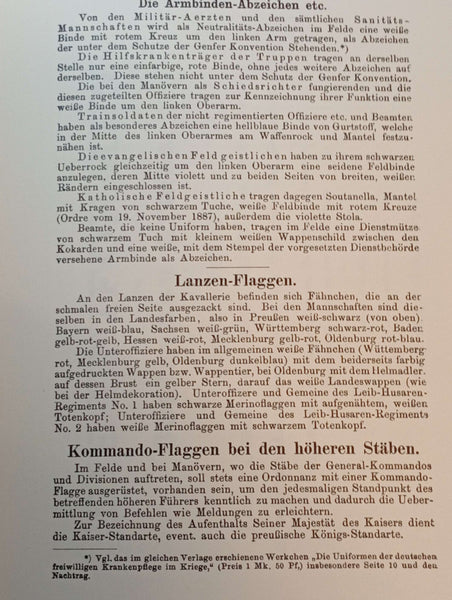 Die Armbinden-Abzeichen etc.
Von den Militär-Aerzten und den sämtlichen Sanitäts-
Mannschaften wird als Neutralitäts-Abzeichen im Felde eine weiße
Binde mit rotem Kreuz um den linken Arm getragen, als Abzeichen
der unter dem Schutze der Genfer Konvention Stehenden.*)
Die Hilfskrankenträger der Truppen tragen an derselben
Stelle nur eine einfarbige, rote Binde, ohne jedes weitere Abzeichen auf
derselben. Diese stehen nicht unter dem Schutz der Genfer Konvention.
Die bei den Manövern als Schiedsrichter fungierenden und die
diesen zugeteilten Offiziere tragen zur Kennzeichnung ihrer Funktion eine
weiße Binde um den linken Oberarm.
Trainsoldaten der nicht regimentierten Offiziere etc. und Beamten
haben als besonderes Abzeichen eine hellblaue Binde von Gurtstoff, welche
in der Mitte des linken Oberarmes am Waffenrock und Mantel festzu-
nähen ist.
Die evangelischen Feldgeistlichen haben zu ihrem schwarzen
Ueberrock gleichzeitig um den linken Oberarm eine seidene Feldbinde
anzulegen, deren Mitte violett und zu beiden Seiten von breiten, weißen
Rändern eingeschlossen ist.
Katholische Feldgeistliche tragen dagegen Soutanella, Mantel
mit Kragen von schwarzem Tuche, weiße Feldbinde mit rotem Kreuze
(Ordre vom 19. November 1887), außerdem die violette Stola.
Beamte, die keine Uniform haben, tragen im Felde eine Dienstmütze
von schwarzem Tuch mit kleinem weißen Wappenschild zwischen den
Kokarden und eine weiße, mit dem Stempel der vorgesetzten Dienstbehörde
versehene Armbinde als Abzeichen.
Lanzen-Flaggen.
An den Lanzen der Kavallerie befinden sich Fähnchen, die an der
schmalen freien Seite ausgezackt sind. Bei den Mannschaften sind die-
selben in den Landesfarben, also in Preußen weiß-schwarz (von oben).
Bayern weiß-blau, Sachsen weiß-grün, Württemberg schwarz-rot, Baden
gelb-rot-gelb, Hessen weiß-rot, Mecklenburg gelb-rot, Oldenburg rot-blau.
Die Unteroffiziere haben im allgemeinen weiße Fähnchen (Wüttemberg
rot, Mecklenburg gelb, Oldenburg dunkelblau) mit dem beiderseits farbig
aufgedruckten Wappen bzw. Wappentier, bei Oldenburg mit dem Helmadler.
auf dessen Brust ein gelber Stern, darauf das weiße Landeswappen (wie
bei der Helmdekoration). Unteroffizere und Gemeine des Leib-Husaren-
Regiments No. 1 haben schwarze Merinoflaggen mit aufgenähtem, weißen
Totenkopf; Unteroffiziere und Gemeine des Leib-Husaren-Regiments
No. 2 haben weiße Merinoflaggen mit schwarzem Totenkopf.
Kommando-Flaggen bei den höheren Stäben.
Im Felde und bei Manövern, wo die Stäbe der General-Kommandos
und Divisionen auftreten, soll stets eine Ordonnanz mit einer Kommando-
Flagge ausgerüstet, vorhanden sein, um den jedesmaligen Standpunkt des
betreffenden höheren Führers kenntlich zu machen und dadurch die Ueber-
mittlung von Befehlen wie Meldungen zu erleichtern.
Zur Bezeichnung des Aufenthalts Seiner Majestät des Kaisers dient
die Kaiser-Standarte, event. auch die preußische Königs-Standarte.
*) Vgl. das im gleichen Verlage erschienene Werkchen „Die Uniformen der deutschen
freiwilligen Krankenpflege im Kriege,“ (Preis 1 Mk. 50 Pf,) insbesondere Seite 10 und den
Nachtrag.